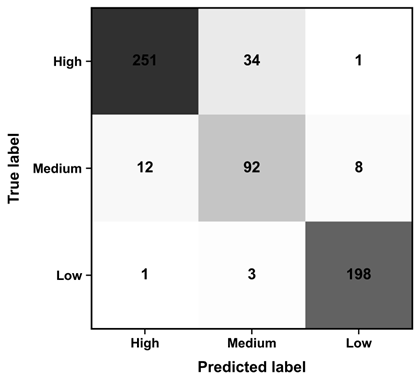 High 251 34 1
Medium 12 92 8
Low 1 3 198
High Medium Low
Predicted label
True label